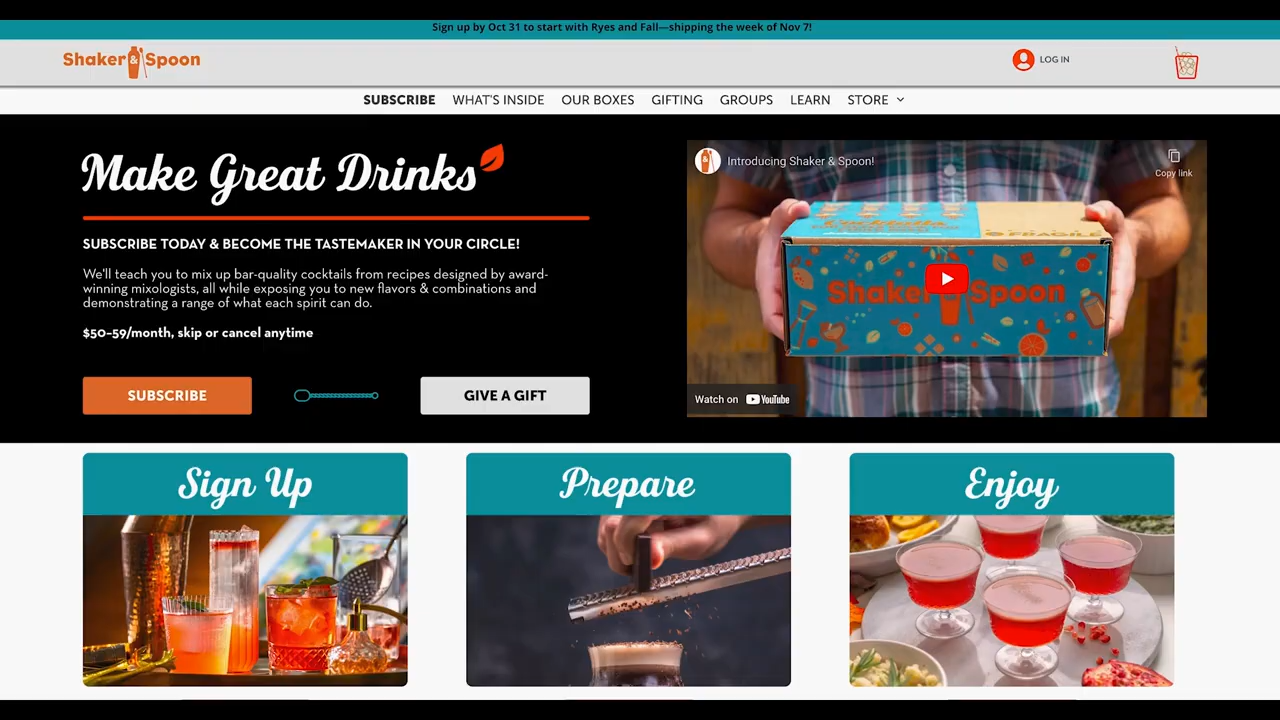 Sign up by Oct 31 to start with Ryes and Fall—shipping the week of Nov 7!
Shaker & Spoon
LOG IN
SUBSCRIBE WHAT'S INSIDE OUR BOXES GIFTING GROUPS LEARN STORE
Make Great Drinks
SUBSCRIBE TODAY & BECOME THE TASTEMAKER IN YOUR CIRCLE!
We'll teach you to mix up bar-quality cocktails from recipes designed by award-
winning mixologists, all while exposing you to new flavors & combinations and
demonstrating a range of what each spirit can do.
$50–59/month, skip or cancel anytime
SUBSCRIBE
GIVE A GIFT
&
Introducing Shaker & Spoon!
Copy link
Cocktails
FRAGILE
Shaker & Spoon
Watch on YouTube
Sign Up
Prepare
Enjoy